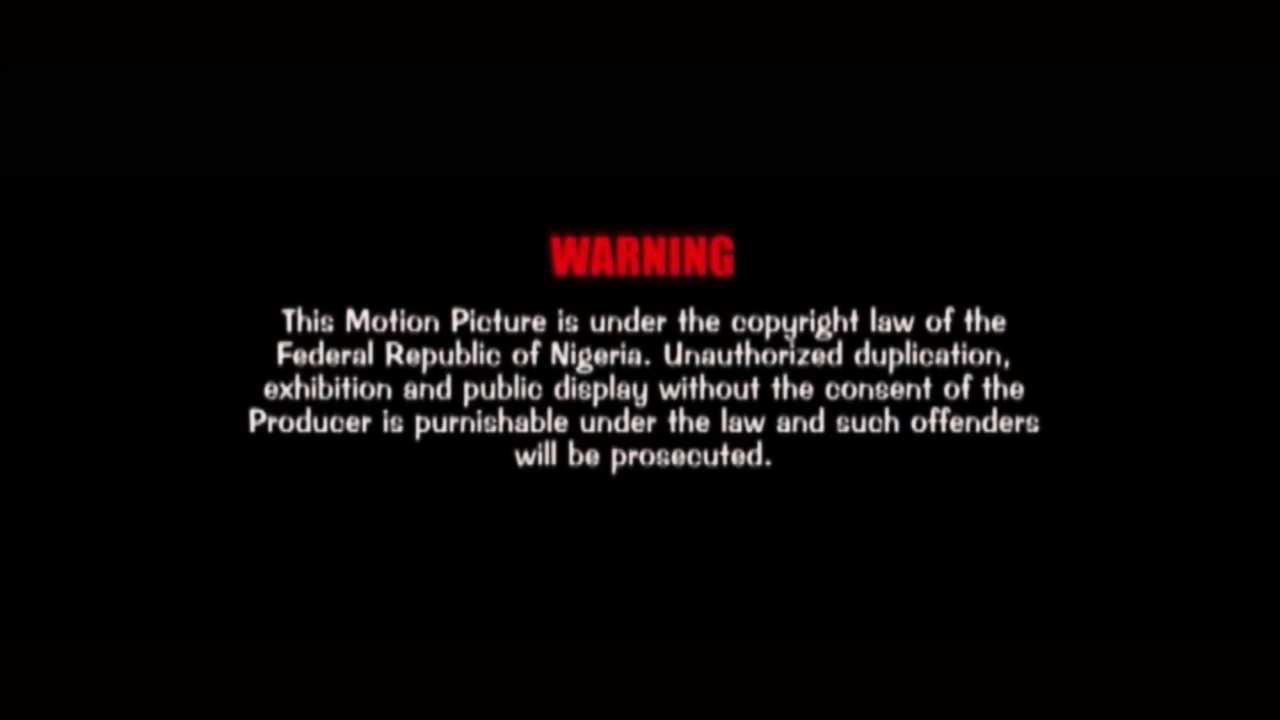 WARNING
This Motion Picture is under the copyright law of the
Federal Republic of Nigeria. Unauthorized duplication,
exhibition and public display without the consent of the
Producer is purnishable under the law and such offenders
will be prosecuted.